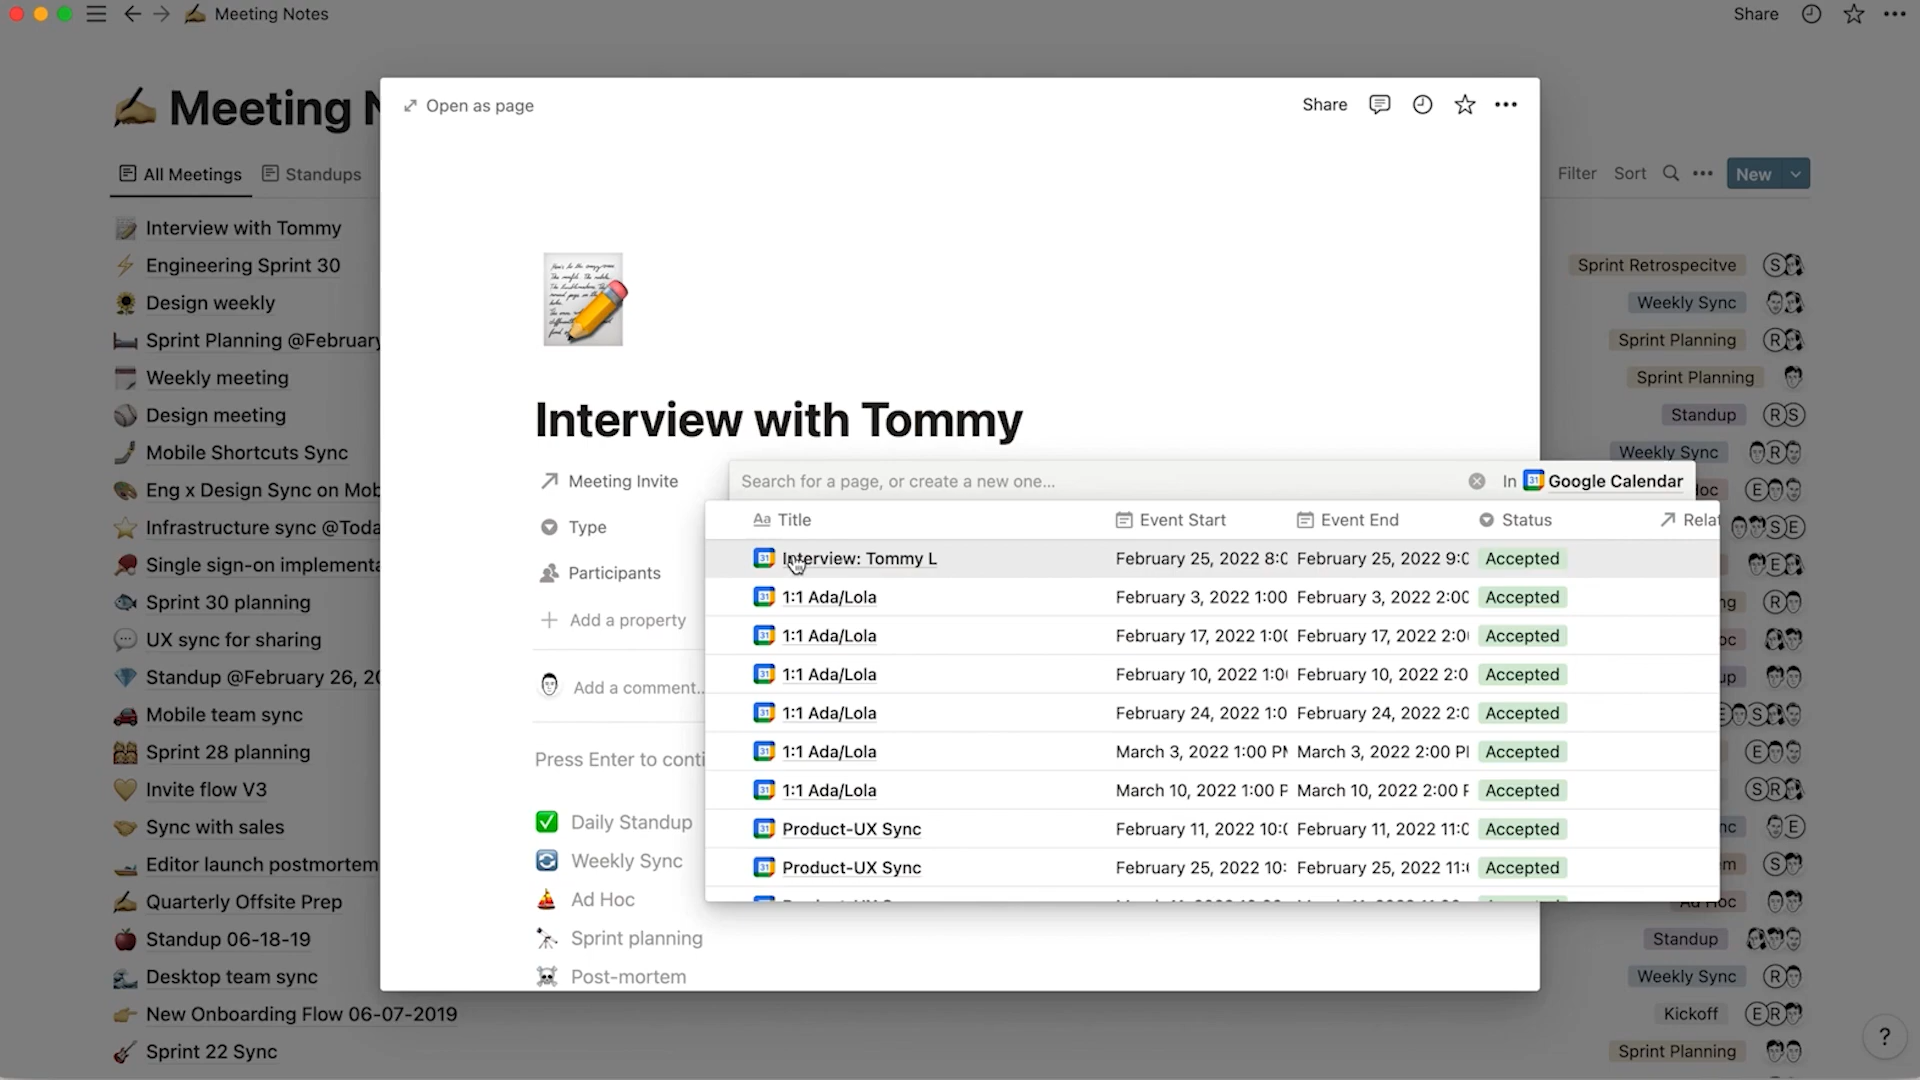 Meeting Notes
Share
Meeting N
All Meetings
Standups
Filter
Sort
New
Interview with Tommy
Engineering Sprint 30
Sprint Retrospecitve
Design weekly
Weekly Sync
Sprint Planning @February
Sprint Planning
Weekly meeting
Sprint Planning
Design meeting
Standup
Mobile Shortcuts Sync
Weekly Sync
Eng x Design Sync on Mob
oc
Infrastructure sync @Toda
Single sign-on implementa
Sprint 30 planning
ng
UX sync for sharing
oc
Standup @February 26, 20
up
Mobile team sync
Sprint 28 planning
Invite flow V3
Sync with sales
nc
Editor launch postmortem
m
Quarterly Offsite Prep
Ad Hoc
Standup 06-18-19
Standup
Desktop team sync
Weekly Sync
New Onboarding Flow 06-07-2019
Kickoff
Sprint 22 Sync
Sprint Planning
?
Open as page
Share
Interview with Tommy
Meeting Invite
Type
Participants
Add a property
Add a comment..
Press Enter to conti
Daily Standup
Weekly Sync
Ad Hoc
Sprint planning
Post-mortem
Search for a page, or create a new one...
In Google Calendar
Aa Title Event Start Event End Status Relat
Interview: Tommy L February 25, 2022 8:0 February 25, 2022 9:0 Accepted
1:1 Ada/Lola February 3, 2022 1:00 February 3, 2022 2:00 Accepted
1:1 Ada/Lola February 17, 2022 1:00 February 17, 2022 2:0 Accepted
1:1 Ada/Lola February 10, 2022 1:00 February 10, 2022 2:0 Accepted
1:1 Ada/Lola February 24, 2022 1:0 February 24, 2022 2:0 Accepted
1:1 Ada/Lola March 3, 2022 1:00 PM March 3, 2022 2:00 P Accepted
1:1 Ada/Lola March 10, 2022 1:00 P March 10, 2022 2:00 P Accepted
Product-UX Sync February 11, 2022 10:0 February 11, 2022 11:0 Accepted
Product-UX Sync February 25, 2022 10: February 25, 2022 11: Accepted